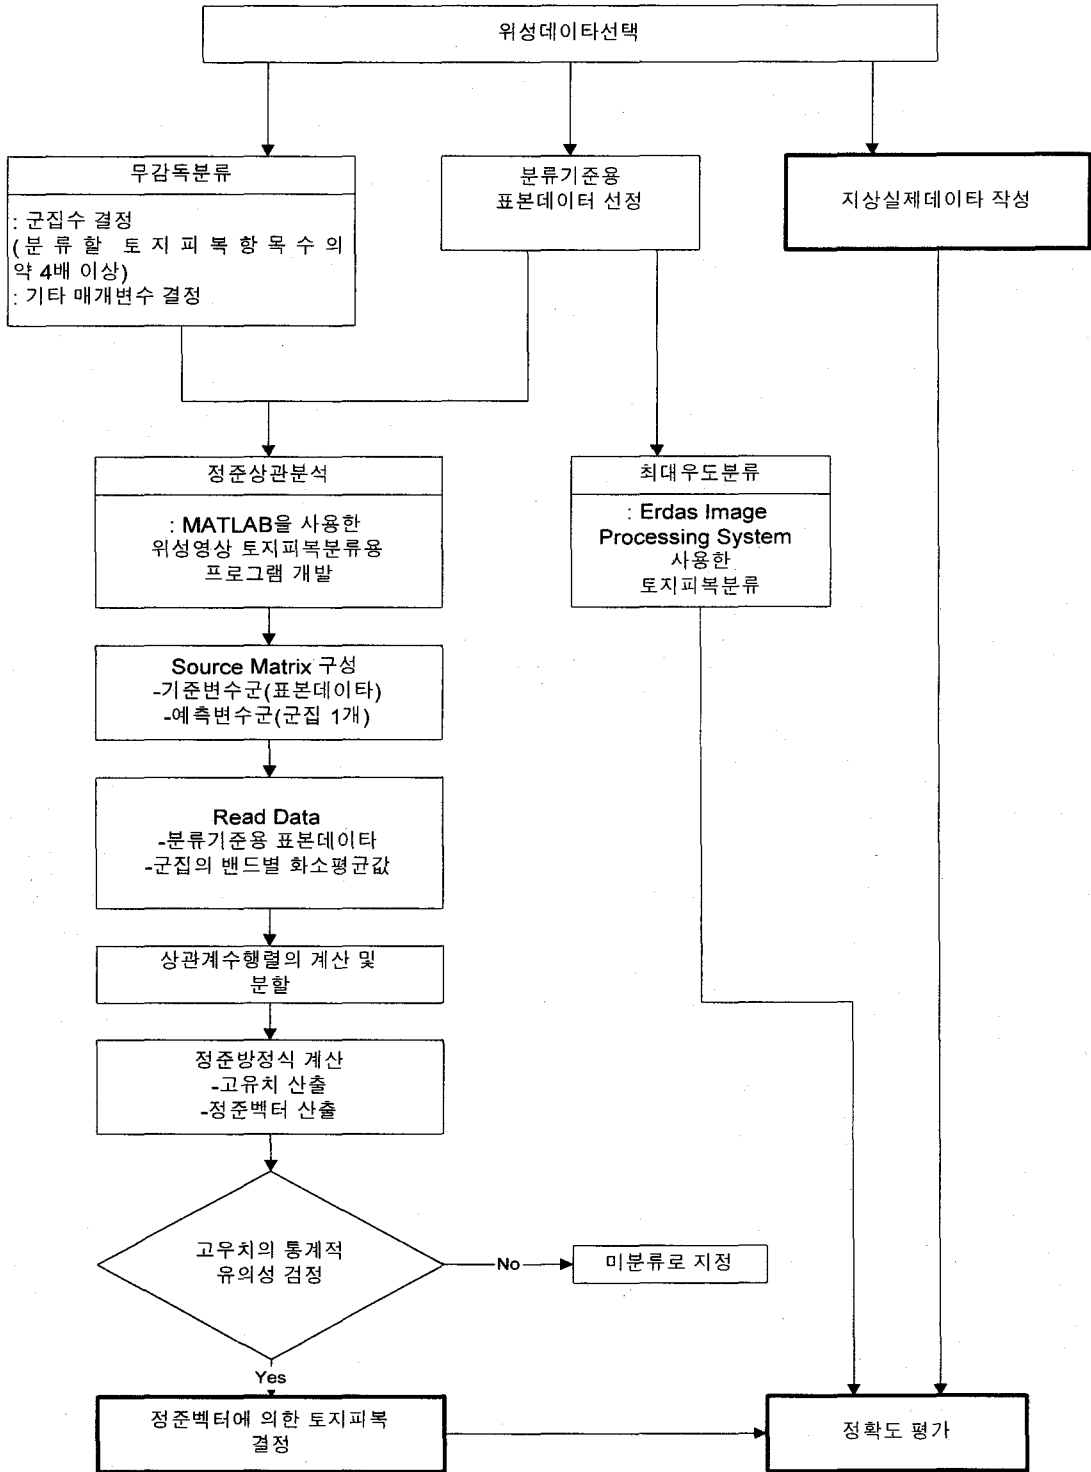 위성데이타선택
무감독분류
: 군집수 결정
(분류할 토지피복항목수의
약 4배 이상)
: 기타 매개변수 결정
분류기준용
표본데이터 선정
지상실제데이타 작성
정준상관분석
: MATLAB을 사용한
위성영상 토지피복분류용
프로그램 개발
최대우도분류
: Erdas Image
Processing System
사용한
토지피복분류
Source Matrix 구성
-기준변수군(표본데이타)
-예측변수군(군집 1개)
Read Data
-분류기준용 표본데이타
-군집의 밴드별 화소평균값
상관계수행렬의 계산 및
분할
정준방정식 계산
-고유치 산출
-정준벡터 산출
고우치의 통계적
유의성 검정
No
미분류로 지정
Yes
정준벡터에 의한 토지피복
결정
정확도 평가